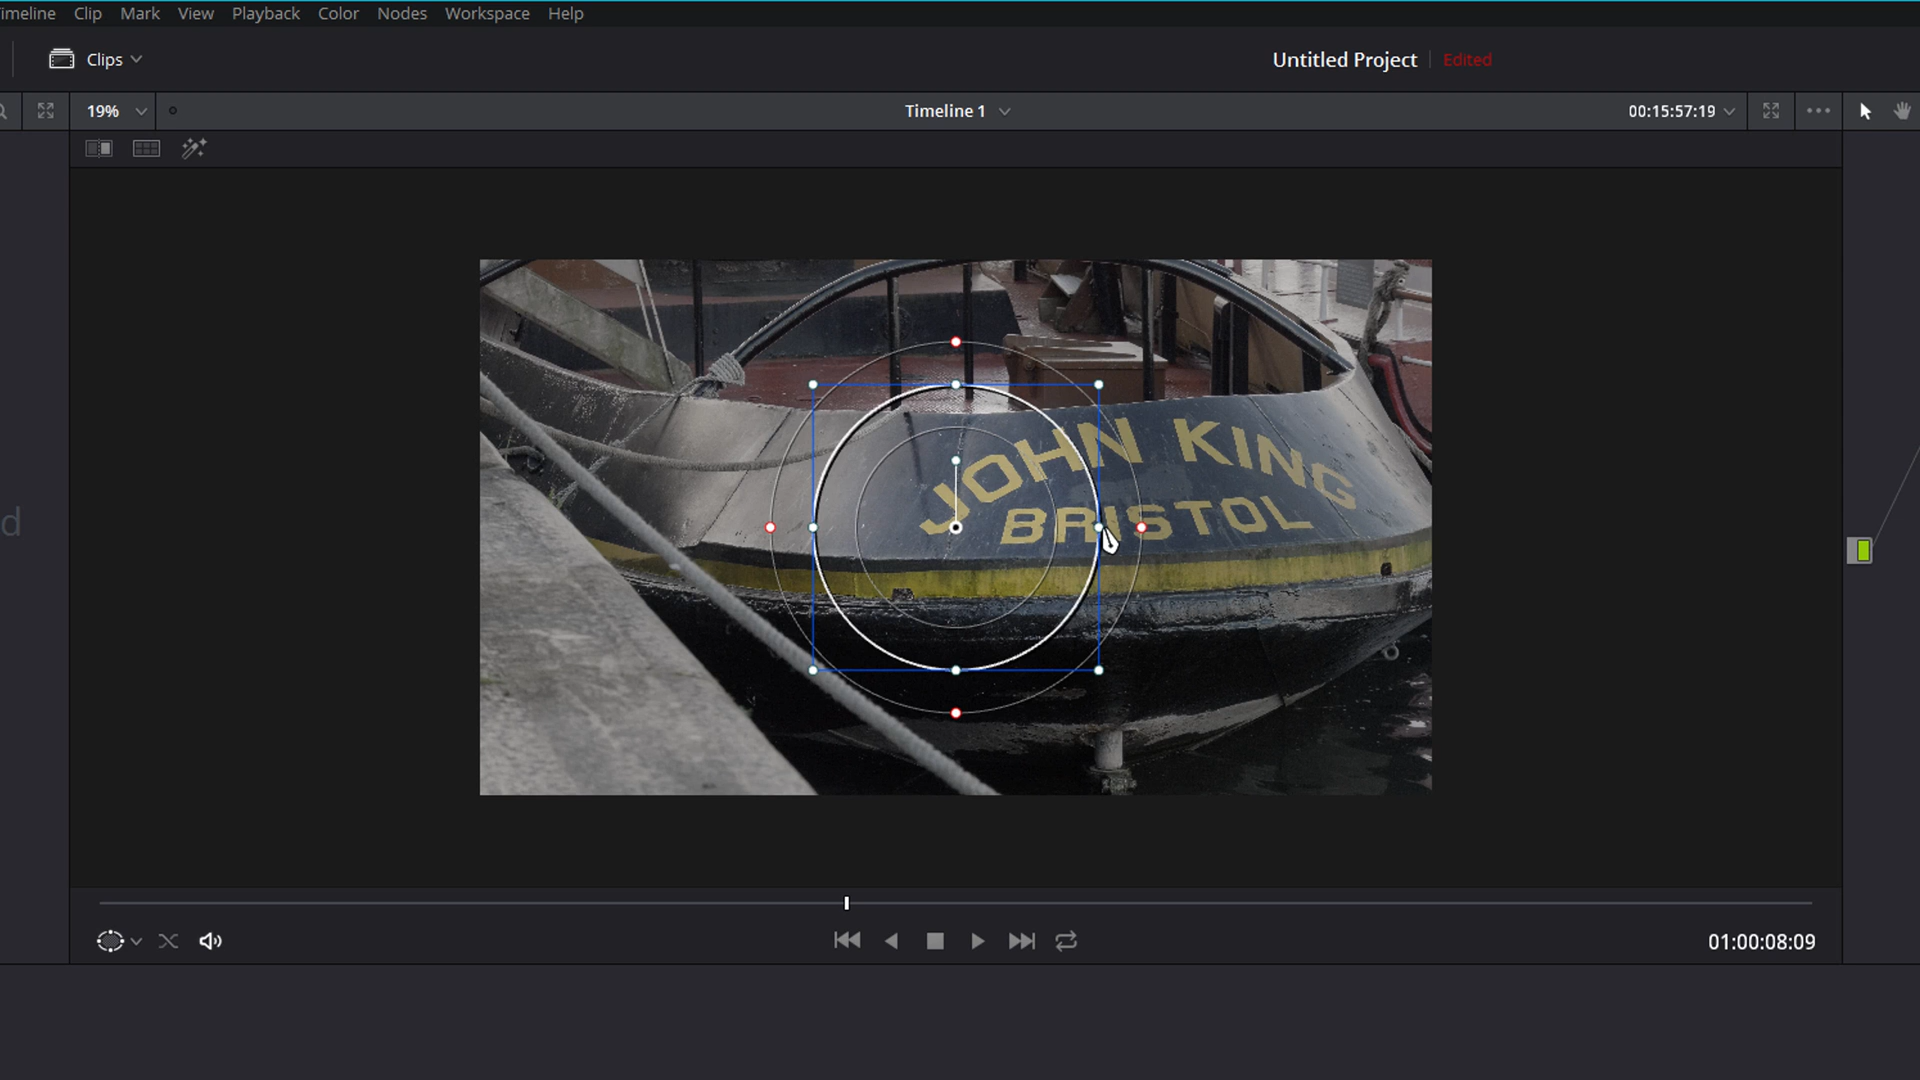 imeline Clip Mark View Playback Color Nodes Workspace Help
Clips
Untitled Project Edited
19%
Timeline 1
00:15:57:19
JOHN KING
BRISTOL
d
01:00:08:09